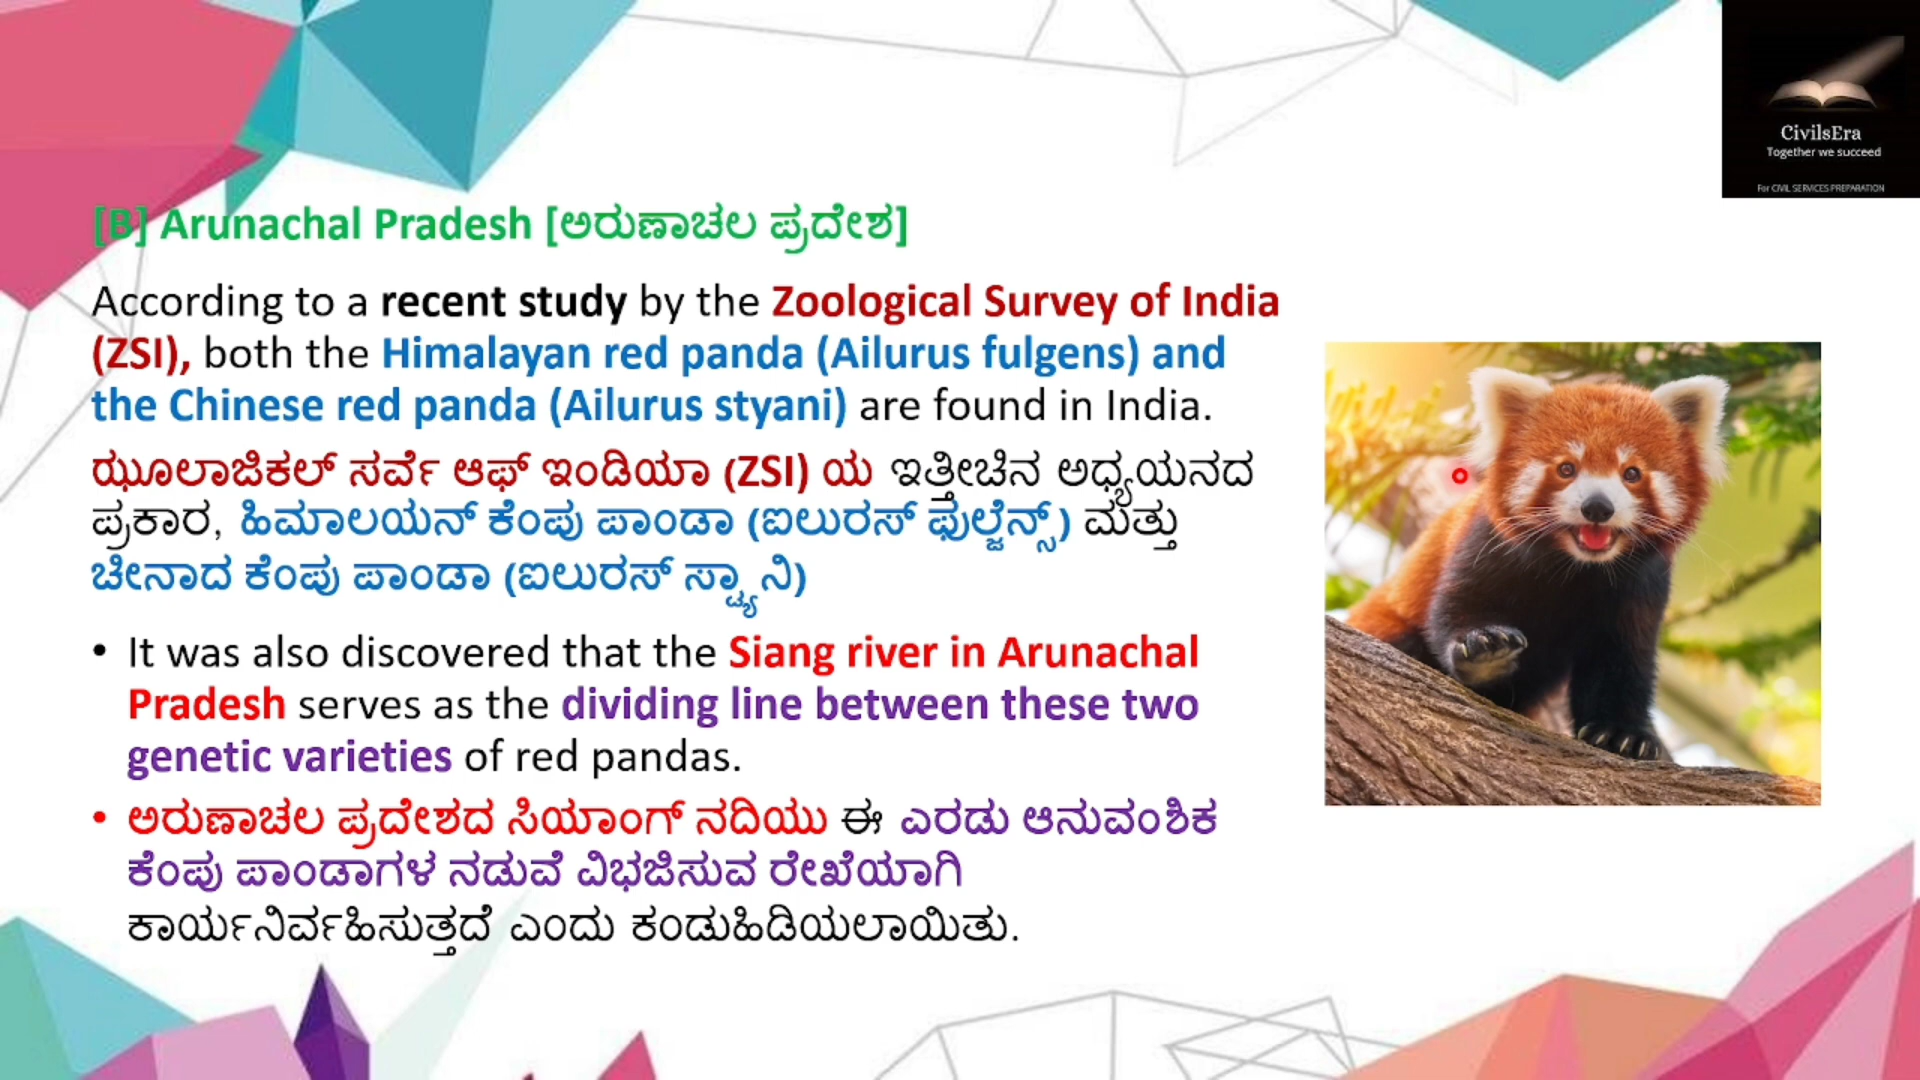 CivilsEra
Together we succeed
For CIVIL SERVICES PREPARATION
[B] Arunachal Pradesh [ಅರುಣಾಚಲ ಪ್ರದೇಶ]
According to a recent study by the Zoological Survey of India
(ZSI), both the Himalayan red panda (Ailurus fulgens) and
the Chinese red panda (Ailurus styani) are found in India.
ಝೂಲಾಜಿಕಲ್ ಸರ್ವೆ ಆಫ್ ಇಂಡಿಯಾ (ZSI) ಯ ಇತ್ತೀಚಿನ ಅಧ್ಯಯನದ
ಪ್ರಕಾರ, ಹಿಮಾಲಯನ್ ಕೆಂಪು ಪಾಂಡಾ (ಐಲುರಸ್ ಫುಲ್ಜೆನ್ಸ್) ಮತ್ತು
ಚೀನಾದ ಕೆಂಪು ಪಾಂಡಾ (ಐಲುರಸ್ ಸ್ಟ್ಯಾನಿ)
• It was also discovered that the Siang river in Arunachal
Pradesh serves as the dividing line between these two
genetic varieties of red pandas.
• ಅರುಣಾಚಲ ಪ್ರದೇಶದ ಸಿಯಾಂಗ್ ನದಿಯು ಈ ಎರಡು ಆನುವಂಶಿಕ
ಕೆಂಪು ಪಾಂಡಾಗಳ ನಡುವೆ ವಿಭಜಿಸುವ ರೇಖೆಯಾಗಿ
ಕಾರ್ಯನಿರ್ವಹಿಸುತ್ತದೆ ಎಂದು ಕಂಡುಹಿಡಿಯಲಾಯಿತು.